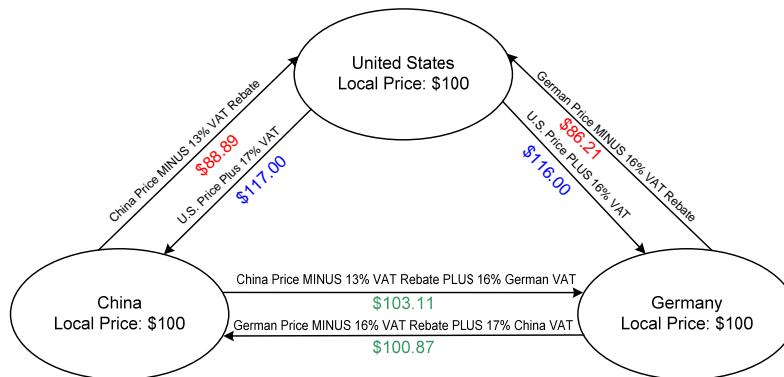 United States
Local Price: $100
China Price MINUS 13% VAT Rebate
$88.89
U.S. Price Plus 17% VAT
$117.00
German Price MINUS 16% VAT Rebate
$86.21
U.S. Price PLUS 16% VAT
$116.00
China
Local Price: $100
China Price MINUS 13% VAT Rebate PLUS 16% German VAT
$103.11
German Price MINUS 16% VAT Rebate PLUS 17% China VAT
$100.87
Germany
Local Price: $100